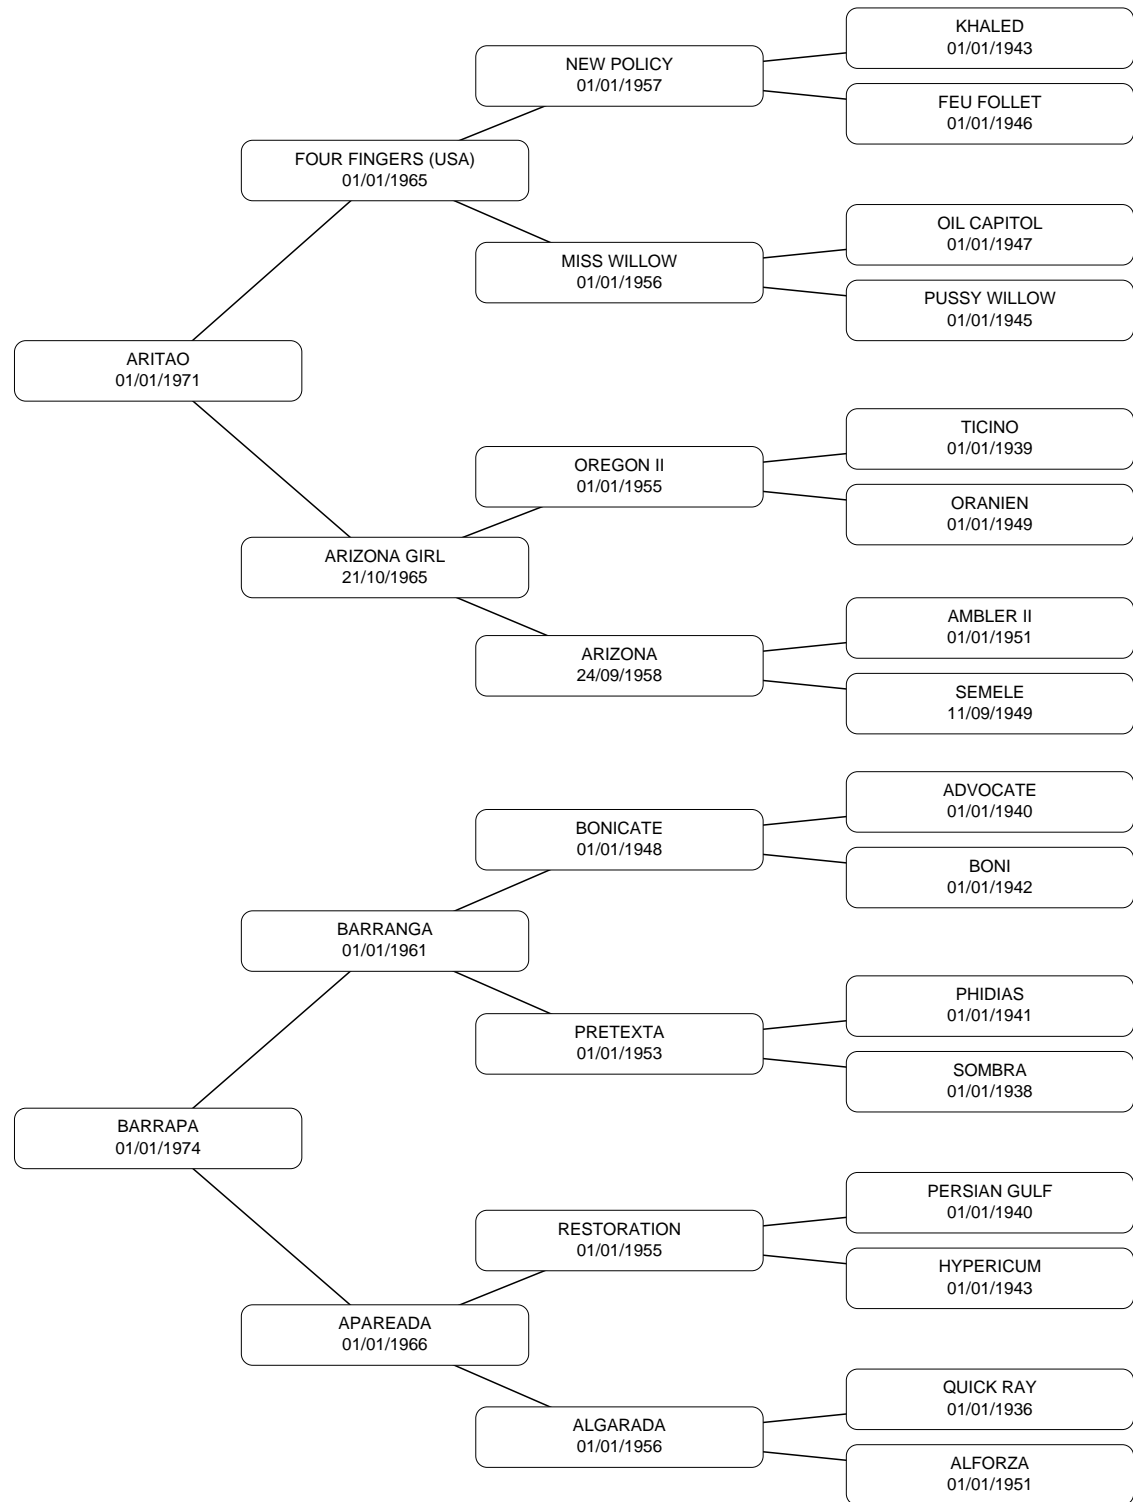 KHALED
01/01/1943
NEW POLICY
01/01/1957
FEU FOLLET
01/01/1946
FOUR FINGERS (USA)
01/01/1965
OIL CAPITOL
01/01/1947
MISS WILLOW
01/01/1956
PUSSY WILLOW
01/01/1945
ARITAO
01/01/1971
TICINO
01/01/1939
OREGON II
01/01/1955
ORANIEN
01/01/1949
ARIZONA GIRL
21/10/1965
AMBLER II
01/01/1951
ARIZONA
24/09/1958
SEMELE
11/09/1949
ADVOCATE
01/01/1940
BONICATE
01/01/1948
BONI
01/01/1942
BARRANGA
01/01/1961
PHIDIAS
01/01/1941
PRETEXTA
01/01/1953
SOMBRA
01/01/1938
BARRAPA
01/01/1974
PERSIAN GULF
01/01/1940
RESTORATION
01/01/1955
HYPERICUM
01/01/1943
APAREADA
01/01/1966
QUICK RAY
01/01/1936
ALGARADA
01/01/1956
ALFORZA
01/01/1951